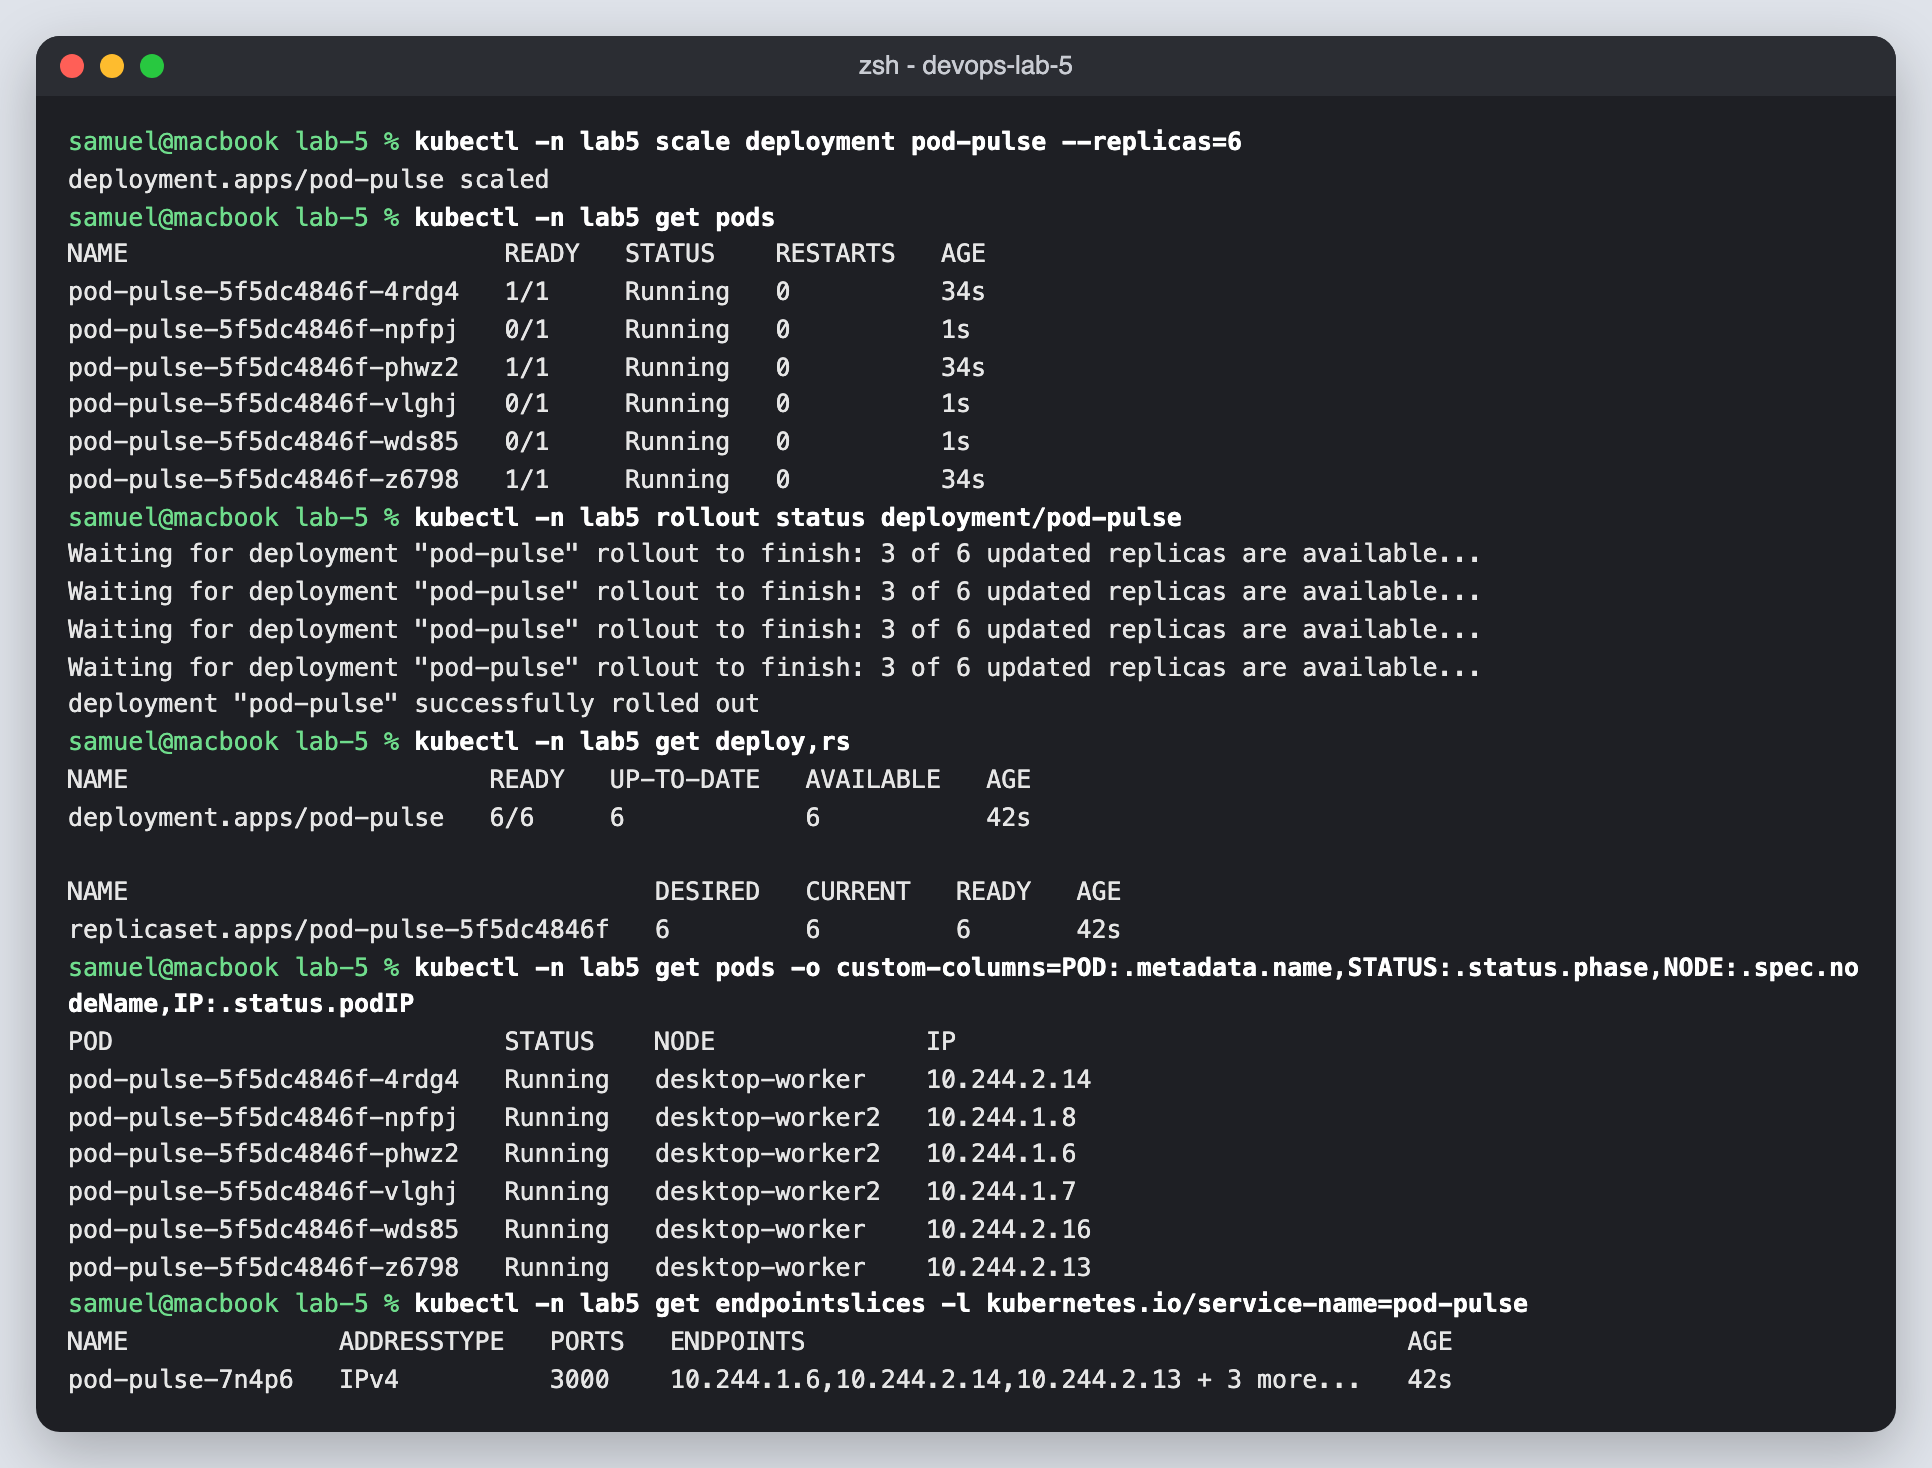 zsh - devops-lab-5
samuel@macbook lab-5 % kubectl -n lab5 scale deployment pod-pulse --replicas=6
deployment.apps/pod-pulse scaled
samuel@macbook lab-5 % kubectl -n lab5 get pods
NAME                         READY   STATUS    RESTARTS   AGE
pod-pulse-5f5dc4846f-4rdg4   1/1     Running   0          34s
pod-pulse-5f5dc4846f-npfpj   0/1     Running   0          1s
pod-pulse-5f5dc4846f-phwz2   1/1     Running   0          34s
pod-pulse-5f5dc4846f-vlghj   0/1     Running   0          1s
pod-pulse-5f5dc4846f-wds85   0/1     Running   0          1s
pod-pulse-5f5dc4846f-z6798   1/1     Running   0          34s
samuel@macbook lab-5 % kubectl -n lab5 rollout status deployment/pod-pulse
Waiting for deployment "pod-pulse" rollout to finish: 3 of 6 updated replicas are available...
Waiting for deployment "pod-pulse" rollout to finish: 3 of 6 updated replicas are available...
Waiting for deployment "pod-pulse" rollout to finish: 3 of 6 updated replicas are available...
Waiting for deployment "pod-pulse" rollout to finish: 3 of 6 updated replicas are available...
deployment "pod-pulse" successfully rolled out
samuel@macbook lab-5 % kubectl -n lab5 get deploy,rs
NAME                        READY   UP-TO-DATE   AVAILABLE   AGE
deployment.apps/pod-pulse   6/6     6            6           42s
NAME                                   DESIRED   CURRENT   READY   AGE
replicaset.apps/pod-pulse-5f5dc4846f   6         6         6       42s
samuel@macbook lab-5 % kubectl -n lab5 get pods -o custom-columns=POD:.metadata.name,STATUS:.status.phase,NODE:.spec.no
deName,IP:.status.podIP
POD                          STATUS    NODE              IP
pod-pulse-5f5dc4846f-4rdg4   Running   desktop-worker    10.244.2.14
pod-pulse-5f5dc4846f-npfpj   Running   desktop-worker2   10.244.1.8
pod-pulse-5f5dc4846f-phwz2   Running   desktop-worker2   10.244.1.6
pod-pulse-5f5dc4846f-vlghj   Running   desktop-worker2   10.244.1.7
pod-pulse-5f5dc4846f-wds85   Running   desktop-worker    10.244.2.16
pod-pulse-5f5dc4846f-z6798   Running   desktop-worker    10.244.2.13
samuel@macbook lab-5 % kubectl -n lab5 get endpointslices -l kubernetes.io/service-name=pod-pulse
NAME              ADDRESSTYPE   PORTS   ENDPOINTS                                        AGE
pod-pulse-7n4p6   IPv4          3000    10.244.1.6,10.244.2.14,10.244.2.13 + 3 more...   42s